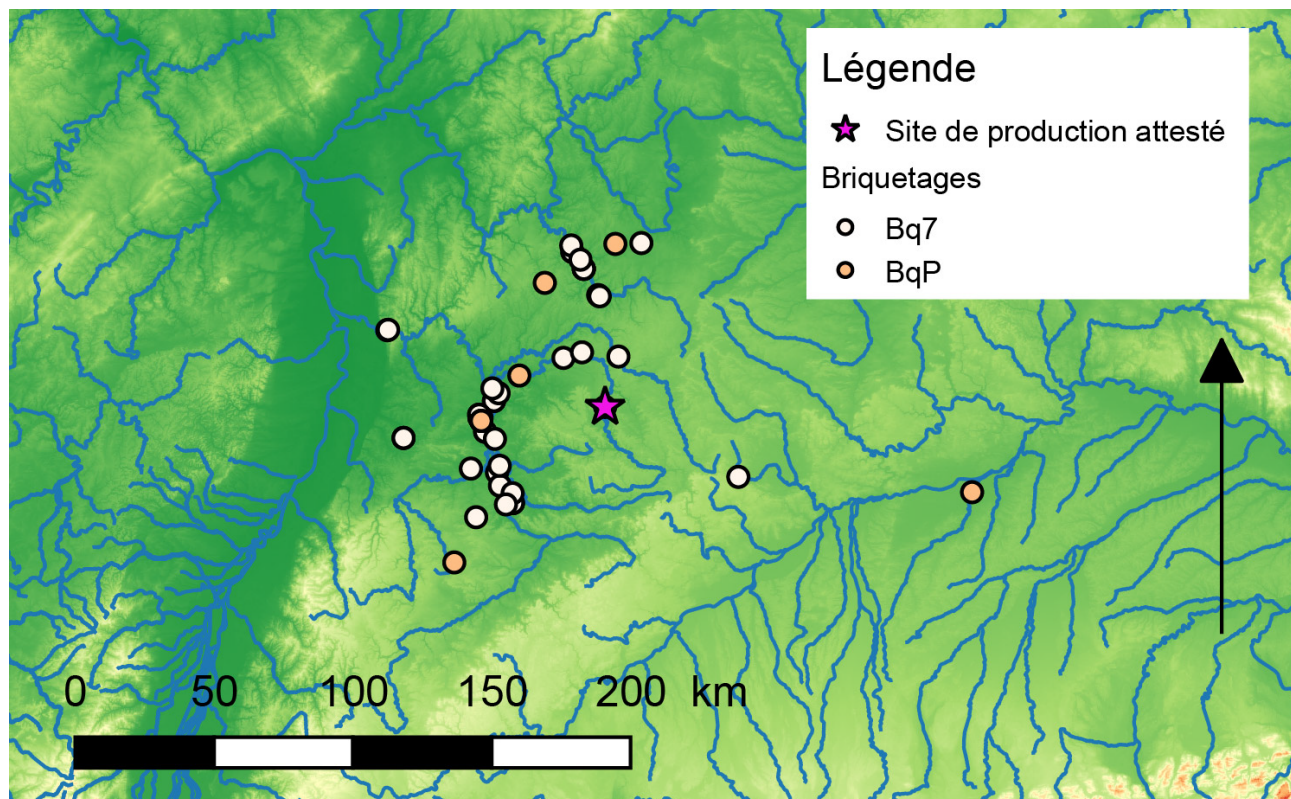 Légende
Site de production attesté
Briquetages
Bq7
BqP
0 50 100 150 200 km